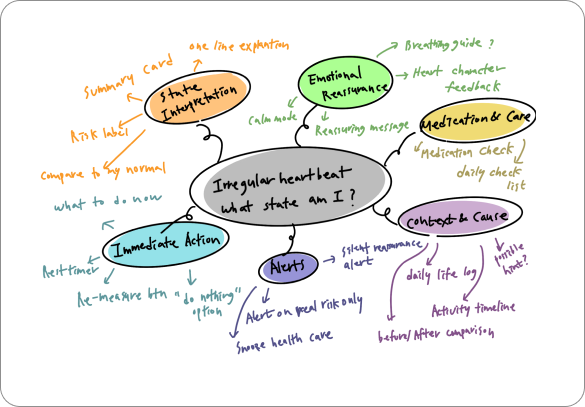 one line explantion
Summary card
State
Interpretation
Risk label
compare to my normal
Emotional
Reassurance
Breathing guide ?
Heart character
feedback
Calm mode
Reassuring message
Medication & Care
Medication check
daily check
list
Irregular heartbeat
what state am I ?
Context & Cause
possible
hint?
daily life log
Activity timeline
before/After comparison
what to do now
Immediate Action
Rest timer
Re-measure btn
"do nothing"
option
Alerts
Silent reassurance
alert
Alert on real risk only
Snooze health care